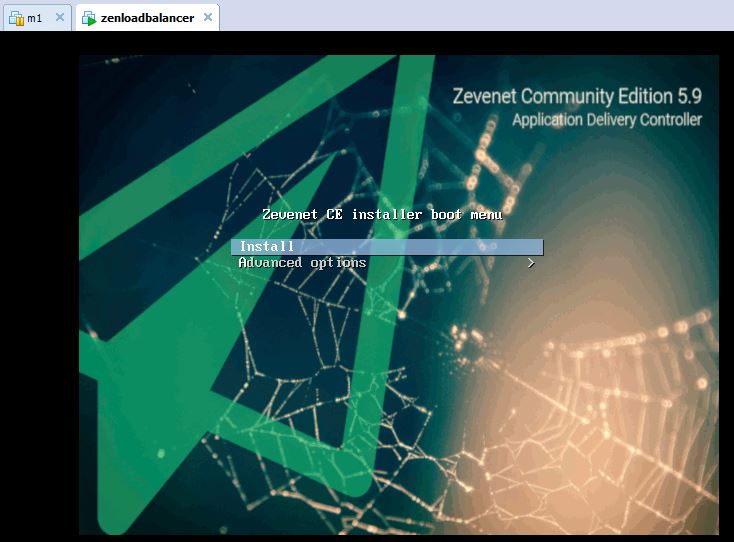 m1
zenloadbalancer
Zevenet Community Edition 5.9
Application Delivery Controller
Zevenet CE installer boot menu
Install
Advanced options >